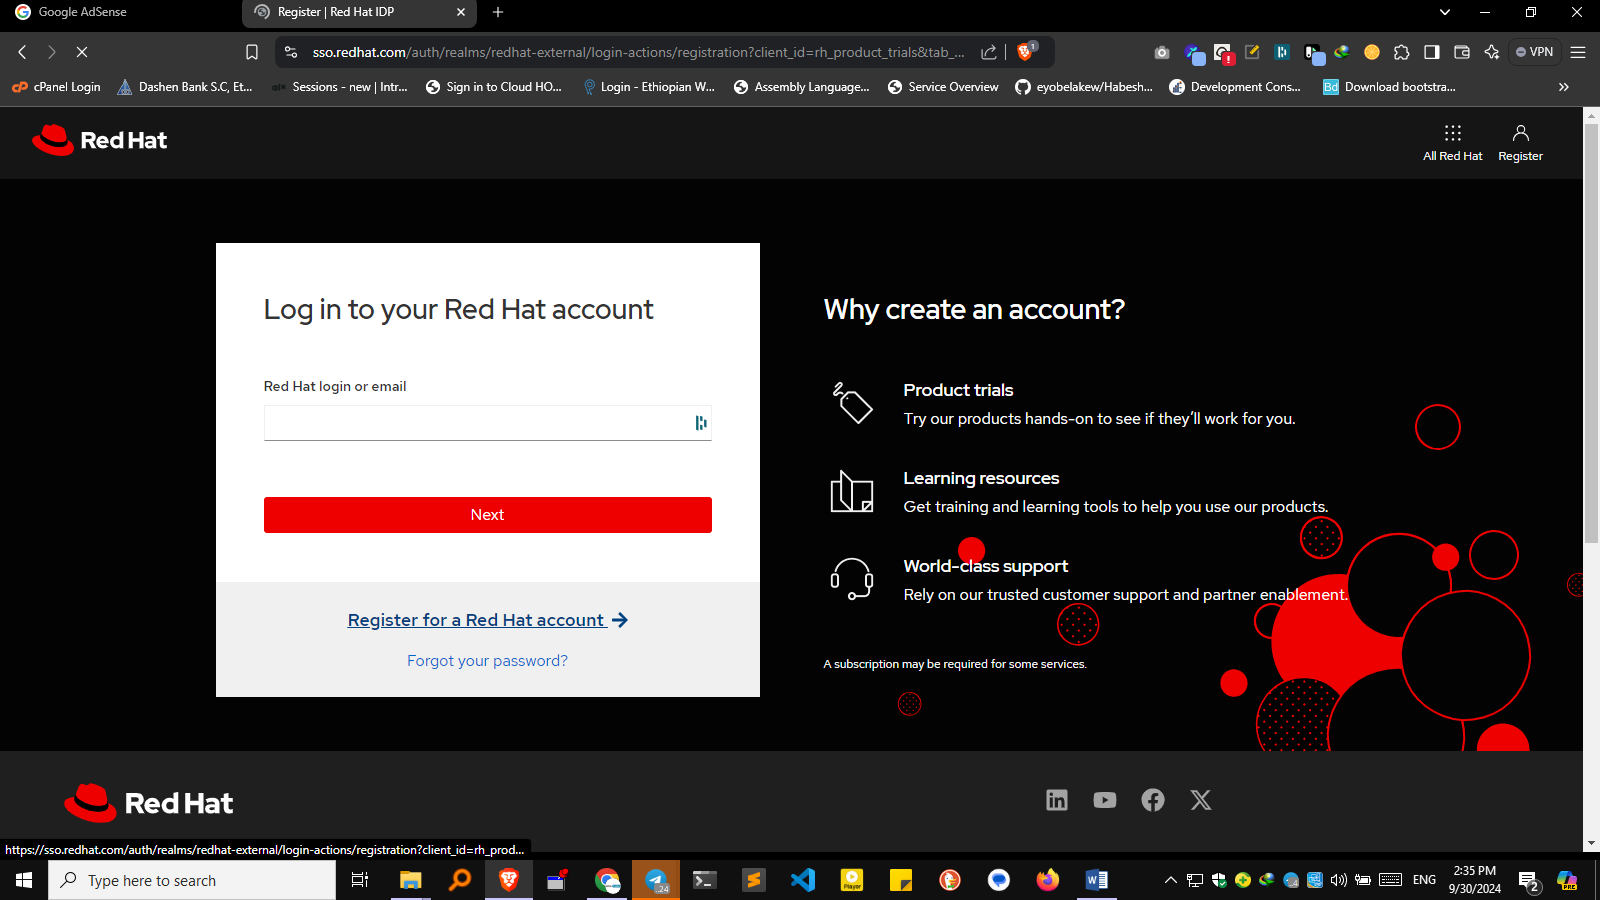 Google AdSense
Register | Red Hat IDP
sso.redhat.com/auth/realms/redhat-external/login-actions/registration?client_id=rh_product_trials&tab_...
1
VPN
cPanel Login
Dashen Bank S.C, Et...
Sessions - new | Intr...
Sign in to Cloud HO...
Login - Ethiopian W...
Assembly Language...
Service Overview
eyobelakew/Habesh...
Development Cons...
Bd
Download bootstra...
Red Hat
All Red Hat
Register
Log in to your Red Hat account
Red Hat login or email
Next
Register for a Red Hat account
Forgot your password?
Why create an account?
Product trials
Try our products hands-on to see if they’ll work for you.
Learning resources
Get training and learning tools to help you use our products.
World-class support
Rely on our trusted customer support and partner enablement.
A subscription may be required for some services.
Red Hat
https://sso.redhat.com/auth/realms/redhat-external/login-actions/registration?client_id=rh_prod...
Type here to search
.24
Player
ENG
2:35 PM
9/30/2024
2
PRE